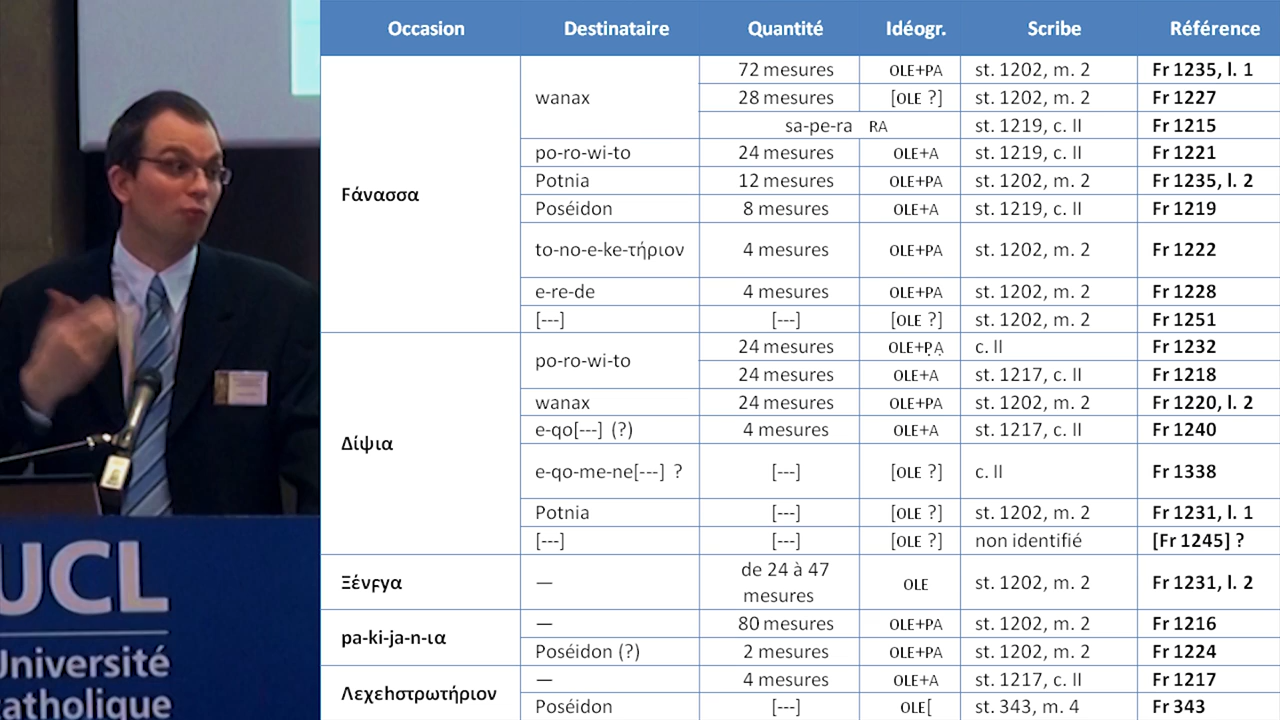 Occasion Destinataire Quantité Idéogr. Scribe Référence
Ϝάνασσα wanax 72 mesures OLE+PA st. 1202, m. 2 Fr 1235, l. 1
28 mesures [OLE ?] st. 1202, m. 2 Fr 1227
sa-pe-ra RA st. 1219, c. II Fr 1215
po-ro-wi-to 24 mesures OLE+A st. 1219, c. II Fr 1221
Potnia 12 mesures OLE+PA st. 1202, m. 2 Fr 1235, l. 2
Poséidon 8 mesures OLE+A st. 1219, c. II Fr 1219
to-no-e-ke-τήριον 4 mesures OLE+PA st. 1202, m. 2 Fr 1222
e-re-de 4 mesures OLE+PA st. 1202, m. 2 Fr 1228
[---] [---] [OLE ?] st. 1202, m. 2 Fr 1251
Δίψια po-ro-wi-to 24 mesures OLE+P̣Ạ c. II Fr 1232
24 mesures OLE+A st. 1217, c. II Fr 1218
wanax 24 mesures OLE+PA st. 1202, m. 2 Fr 1220, l. 2
e-qo[---] (?) 4 mesures OLE+A st. 1217, c. II Fr 1240
e-qo-me-ne[---] ? [---] [OLE ?] c. II Fr 1338
Potnia [---] [OLE ?] st. 1202, m. 2 Fr 1231, l. 1
[---] [---] [OLE ?] non identifié [Fr 1245] ?
Ξένϝya — de 24 à 47
mesures OLE st. 1202, m. 2 Fr 1231, l. 2
pa-ki-ja-n-ια — 80 mesures OLE+PA st. 1202, m. 2 Fr 1216
Poséidon (?) 2 mesures OLE+PA st. 1202, m. 2 Fr 1224
Λεχεhστρωτήριον — 4 mesures OLE+A st. 1217, c. II Fr 1217
Poséidon [---] OLE[ st. 343, m. 4 Fr 343
UCL
Université
catholique